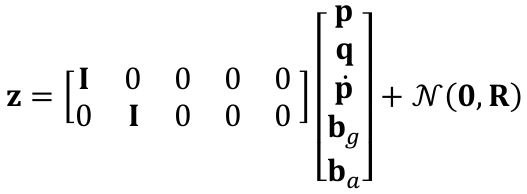 𝐳 = [𝐈 0 0 0 0; 0 𝐈 0 0 0] [𝐩; 𝐪; 𝐩̇; 𝐛_g; 𝐛_a] + 𝒩(𝟎, 𝐑)